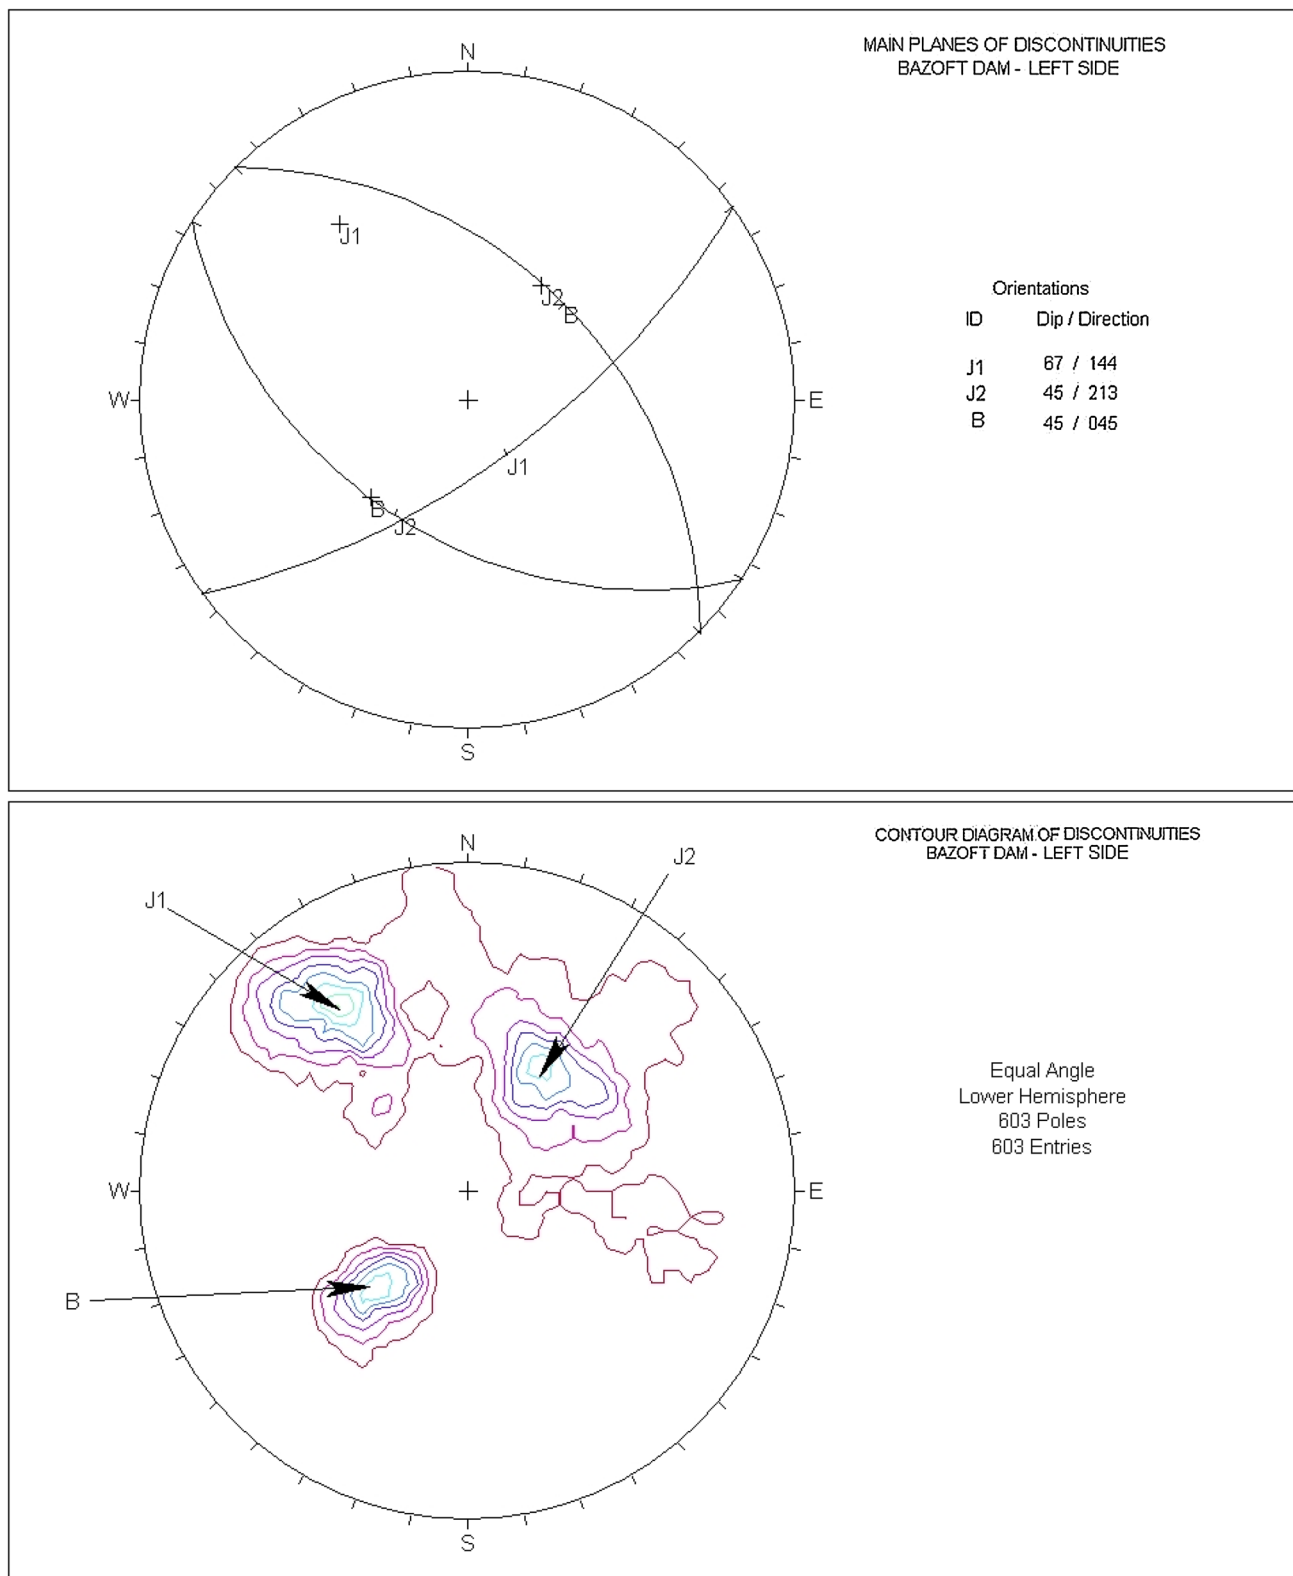 MAIN PLANES OF DISCONTINUITIES
BAZOFT DAM - LEFT SIDE
N
J1
J2
B
W
E
J1
B
J2
S
Orientations
ID Dip / Direction
J1 67 / 144
J2 45 / 213
B 45 / 045
CONTOUR DIAGRAM OF DISCONTINUITIES
BAZOFT DAM - LEFT SIDE
N
J2
J1
W
E
B
S
Equal Angle
Lower Hemisphere
603 Poles
603 Entries